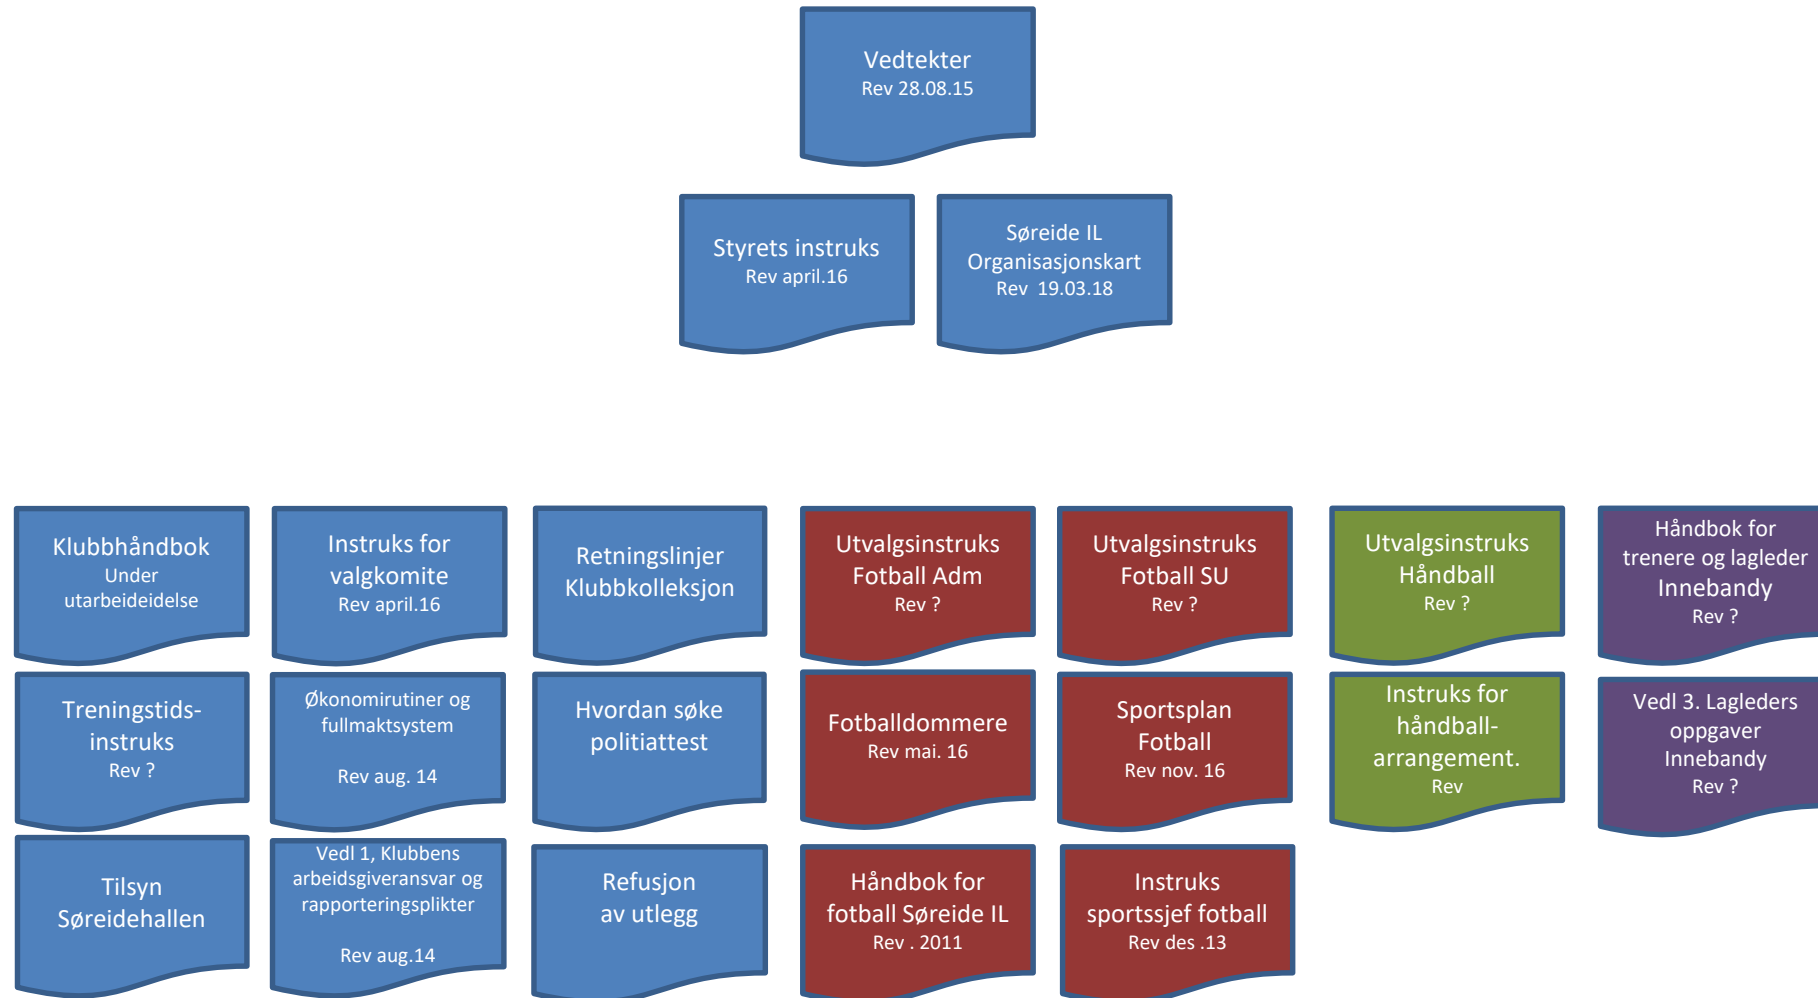 Vedtekter
Rev 28.08.15
Styrets instruks
Rev april.16
Søreide IL
Organisasjonskart
Rev 19.03.18
Klubbhåndbok
Under
utarbeideidelse
Instruks for
valgkomite
Rev april.16
Retningslinjer
Klubbkolleksjon
Utvalgsinstruks
Fotball Adm
Rev ?
Utvalgsinstruks
Fotball SU
Rev ?
Utvalgsinstruks
Håndball
Rev ?
Håndbok for
trenere og lagleder
Innebandy
Rev ?
Treningstids-
instruks
Rev ?
Økonomirutiner og
fullmaktsystem
Rev aug. 14
Hvordan søke
politiattest
Fotballdommere
Rev mai. 16
Sportsplan
Fotball
Rev nov. 16
Instruks for
håndball-
arrangement.
Rev
Vedl 3. Lagleders
oppgaver
Innebandy
Rev ?
Tilsyn
Søreidehallen
Vedl 1, Klubbens
arbeidsgiveransvar og
rapporteringsplikter
Rev aug.14
Refusjon
av utlegg
Håndbok for
fotball Søreide IL
Rev . 2011
Instruks
sportssjef fotball
Rev des .13